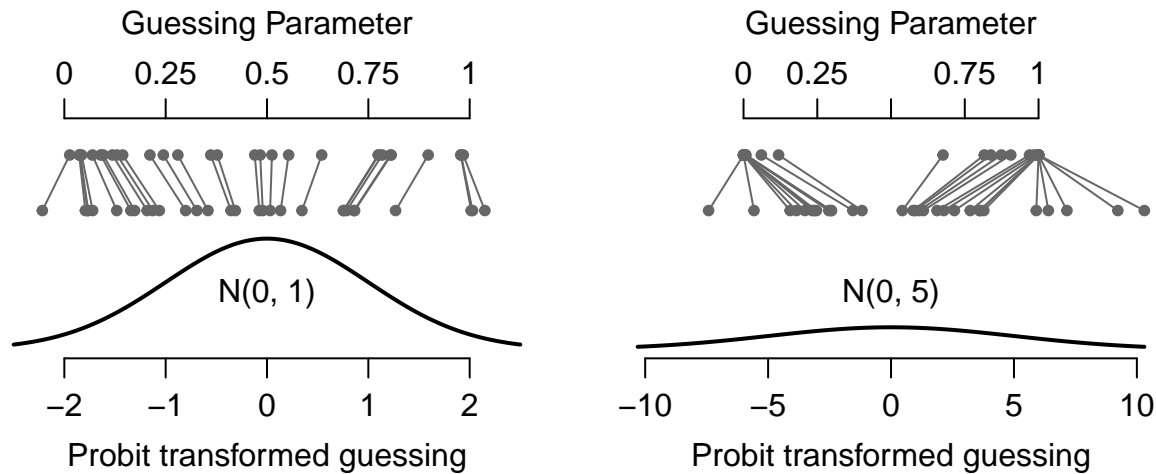 Guessing Parameter
0 0.25 0.5 0.75 1
N(0, 1)
−2 −1 0 1 2
Probit transformed guessing
Guessing Parameter
0 0.25 0.75 1
N(0, 5)
−10 −5 0 5 10
Probit transformed guessing